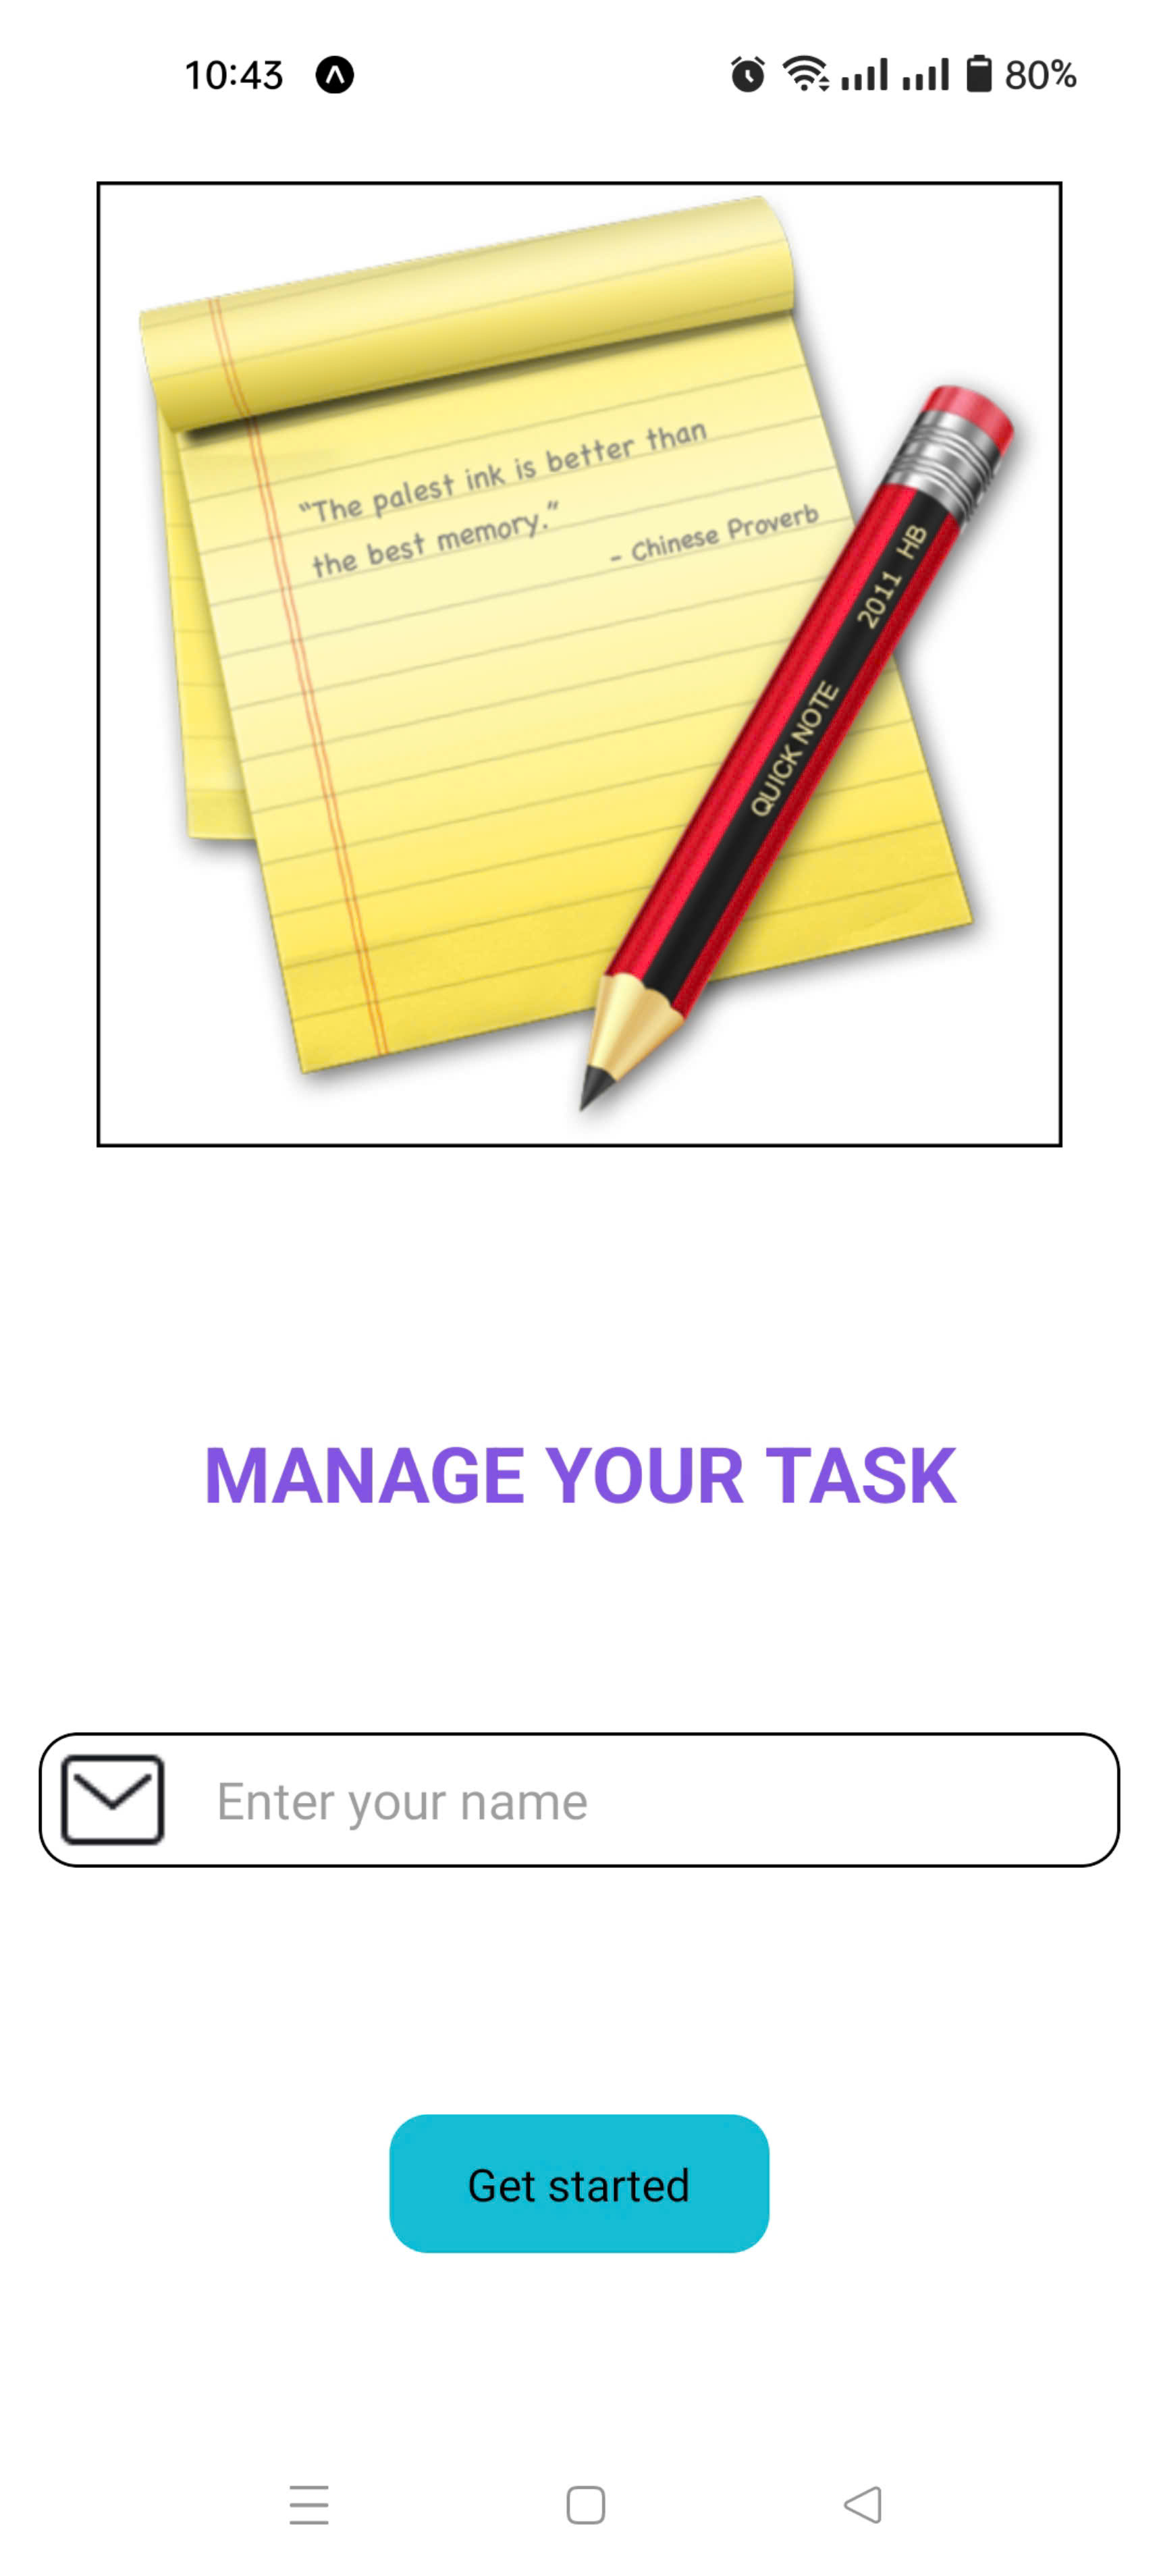 10:43
80%
“The palest ink is better than
the best memory.”
- Chinese Proverb
QUICK NOTE 2011 HB
MANAGE YOUR TASK
Enter your name
Get started